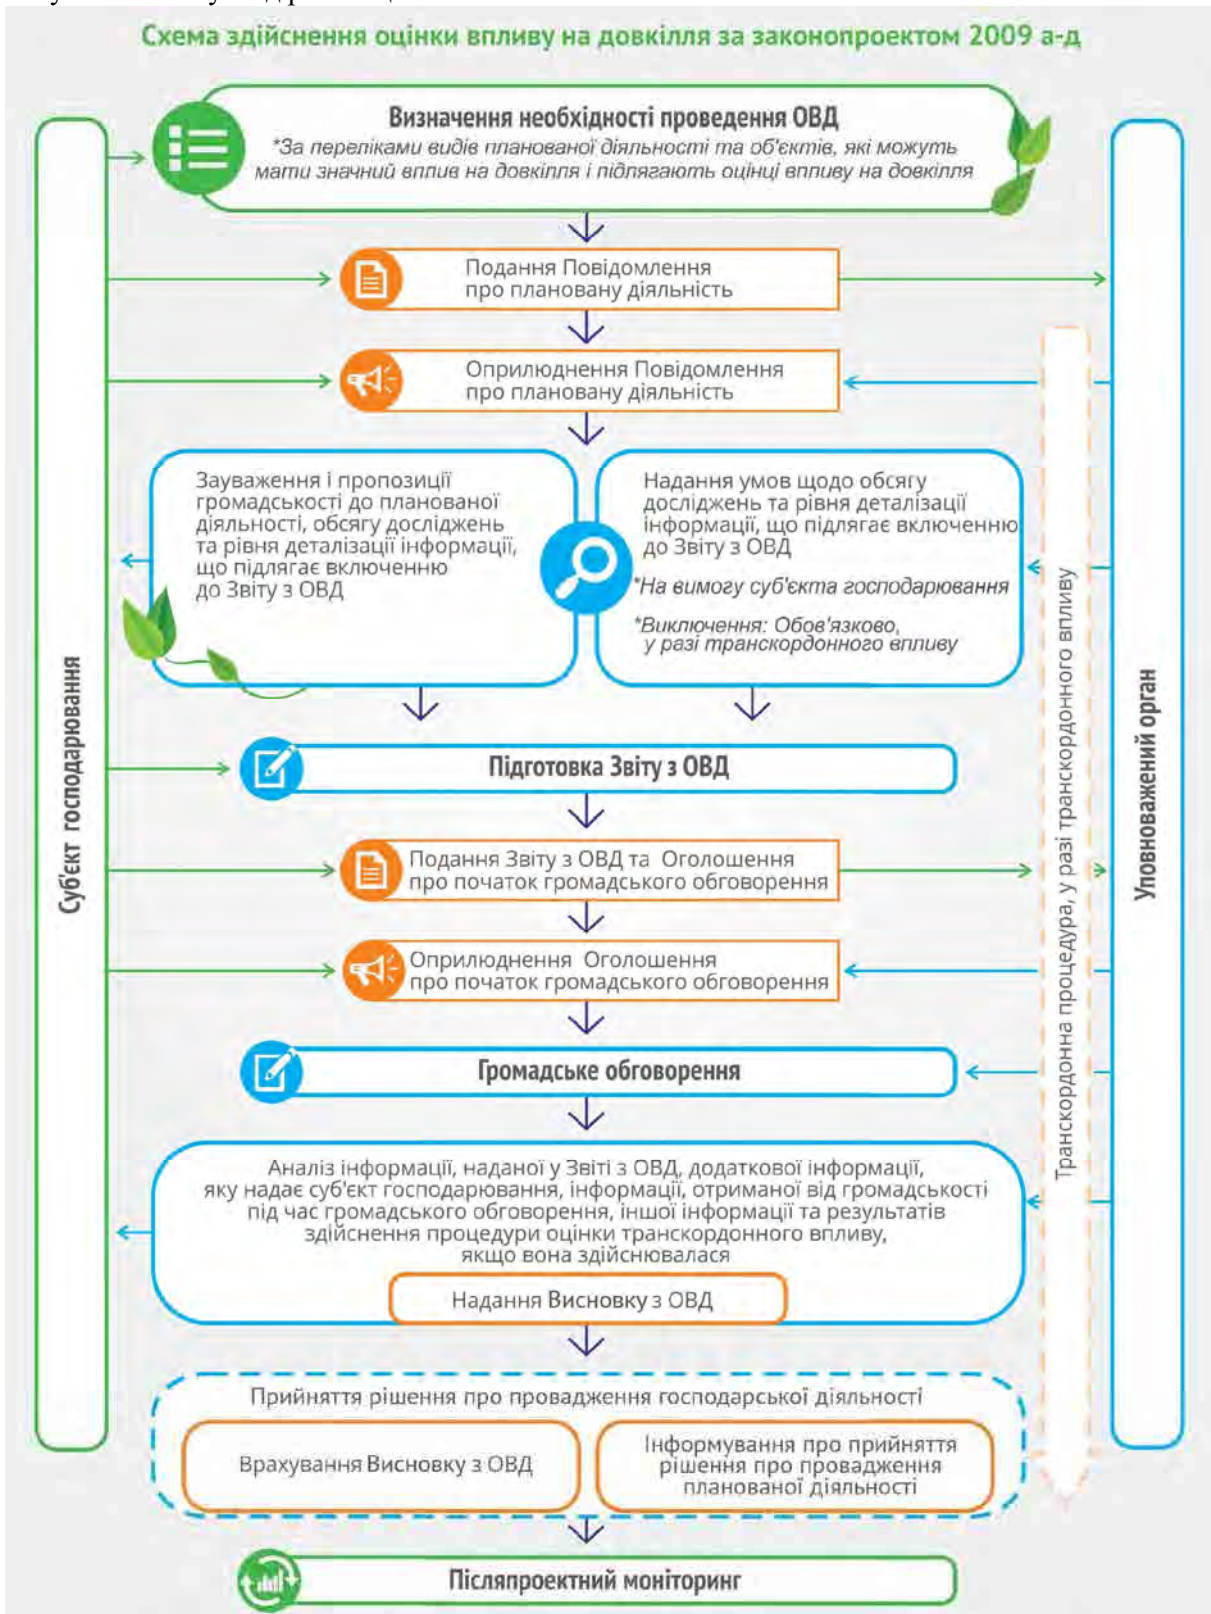 Схема здійснення оцінки впливу на довкілля за законопроектом 2009 а-д
Визначення необхідності проведення ОВД
*За переліками видів планованої діяльності та об'єктів, які можуть
мати значний вплив на довкілля і підлягають оцінці впливу на довкілля
Подання Повідомлення
про плановану діяльність
Оприлюднення Повідомлення
про плановану діяльність
Зауваження і пропозиції
громадськості до планованої
діяльності, обсягу досліджень
та рівня деталізації інформації,
що підлягає включенню
до Звіту з ОВД
Надання умов щодо обсягу
досліджень та рівня деталізації
інформації, що підлягає включенню
до Звіту з ОВД
*На вимогу суб'єкта господарювання
*Виключення: Обов'язково,
у разі транскордонного впливу
Підготовка Звіту з ОВД
Подання Звіту з ОВД та Оголошення
про початок громадського обговорення
Оприлюднення Оголошення
про початок громадського обговорення
Громадське обговорення
Аналіз інформації, наданої у Звіті з ОВД, додаткової інформації,
яку надає суб'єкт господарювання, інформації, отриманої від громадськості
під час громадського обговорення, іншої інформації та результатів
здійснення процедури оцінки транскордонного впливу,
якщо вона здійснювалася
Надання Висновку з ОВД
Прийняття рішення про провадження господарської діяльності
Врахування Висновку з ОВД
Інформування про прийняття
рішення про провадження
планованої діяльності
Післяпроектний моніторинг
Суб'єкт господарювання
Транскордонна процедура, у разі транскордонного впливу
Уповноважений орган